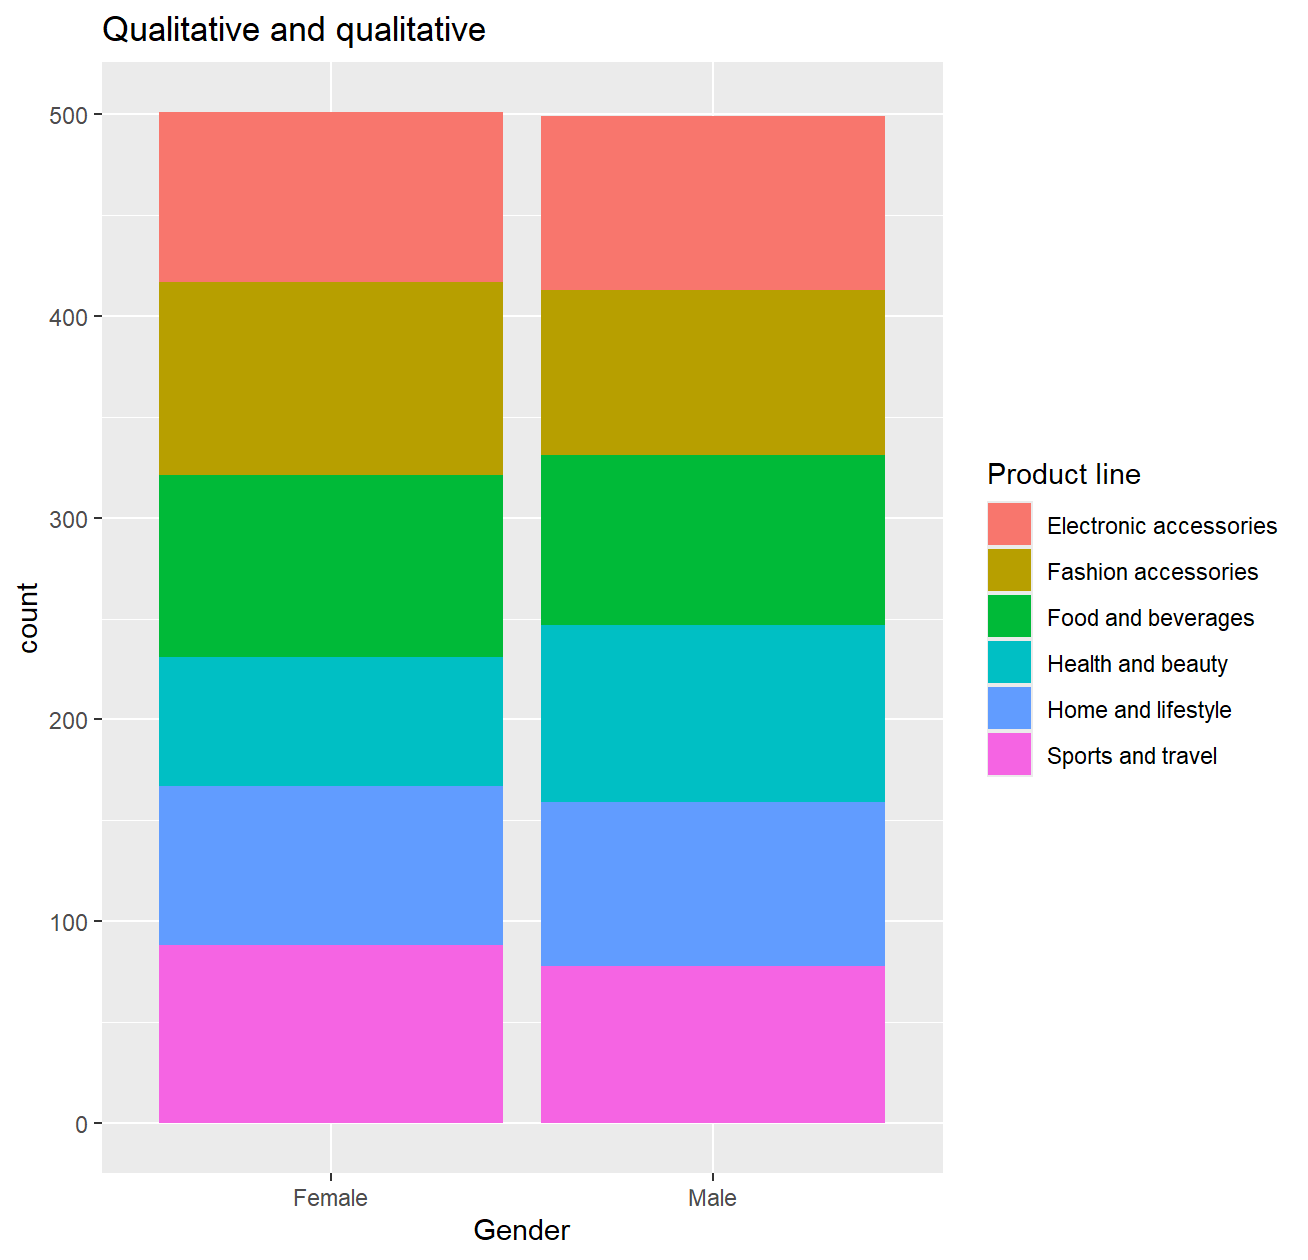 Qualitative and qualitative
500
400
300
200
100
0
count
Female
Male
Gender
Product line
Electronic accessories
Fashion accessories
Food and beverages
Health and beauty
Home and lifestyle
Sports and travel